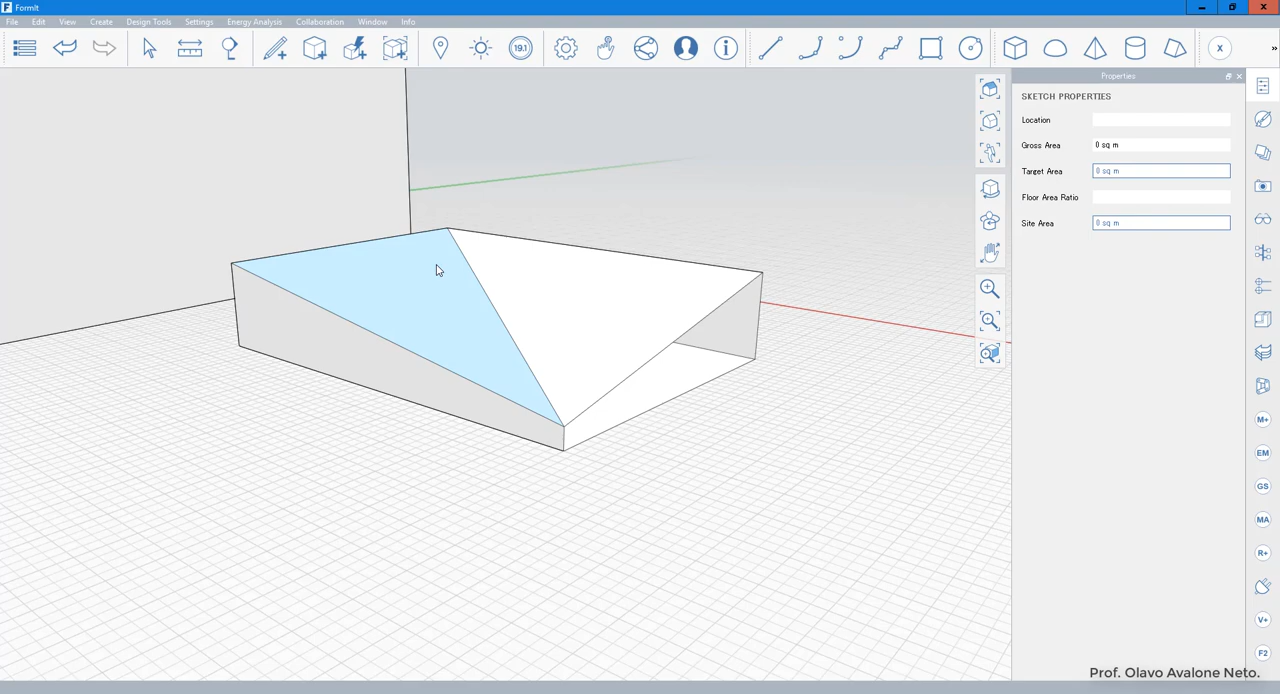 FormIt
File Edit View Create Design Tools Settings Energy Analysis Collaboration Window Info
19.1
x
»
Properties
SKETCH PROPERTIES
Location
Gross Area 0 sq m
Target Area 0 sq m
Floor Area Ratio
Site Area 0 sq m
M+
EM
GS
MA
R+
V+
F2
Prof. Olavo Avalone Neto.